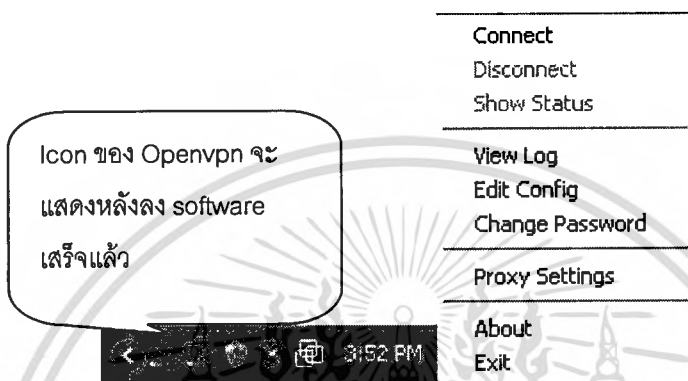 Icon ของ Openvpn จะ
แสดงหลังลง software
เสร็จแล้ว
3:52 PM
Connect
Disconnect
Show Status
View Log
Edit Config
Change Password
Proxy Settings
About
Exit